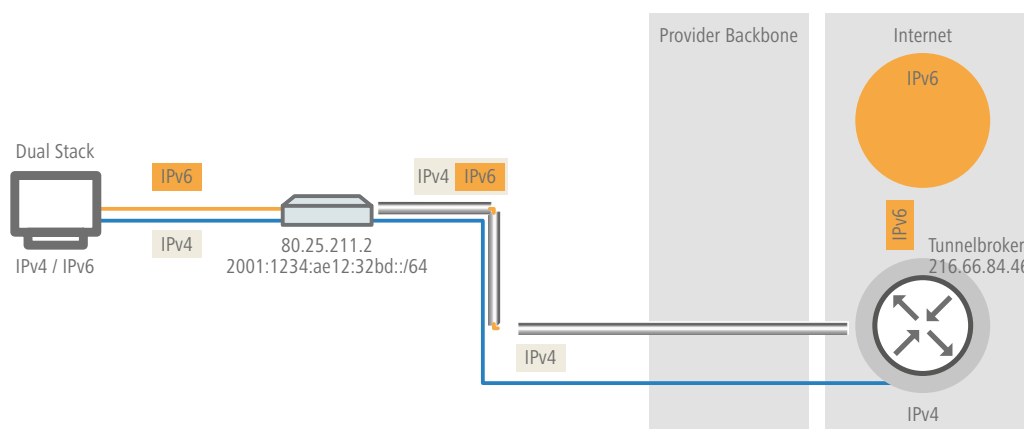 Provider Backbone
Internet
IPv6
Dual Stack
IPv6
IPv4 IPv6
IPv6
IPv4
80.25.211.2
2001:1234:ae12:32bd::/64
IPv4 / IPv6
Tunnelbroker
216.66.84.46
IPv4
IPv4